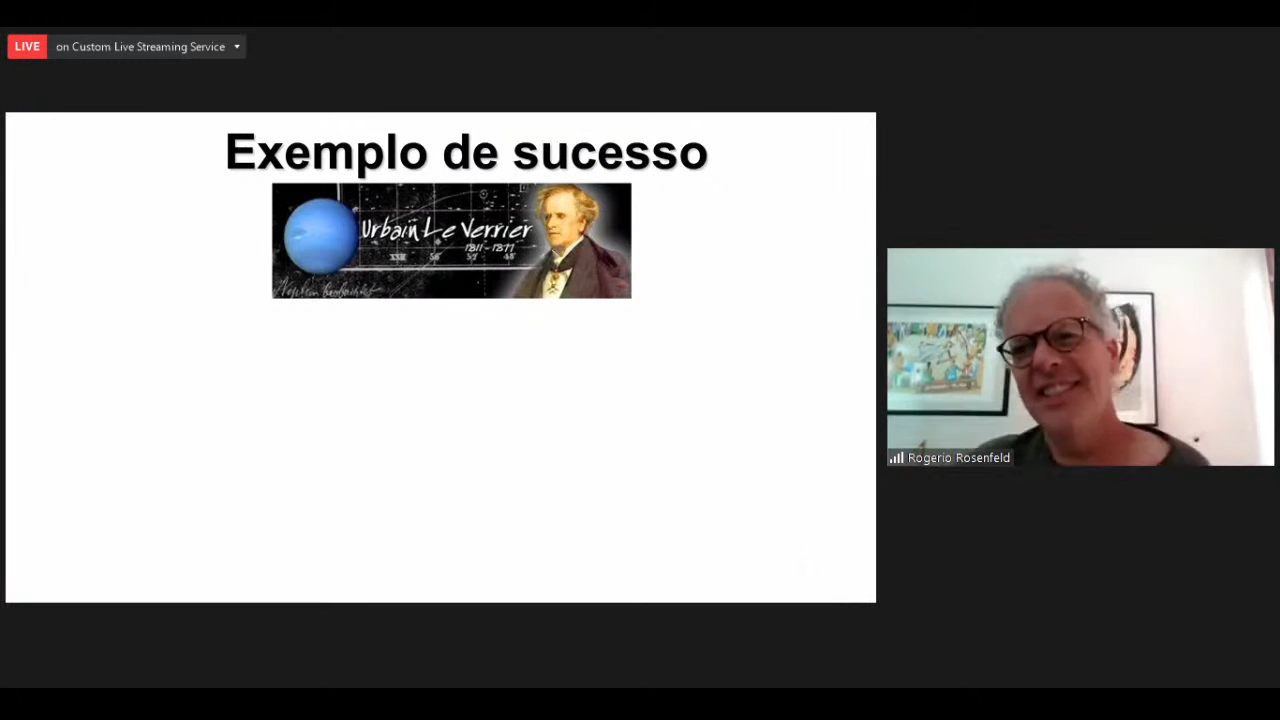 LIVE on Custom Live Streaming Service
Exemplo de sucesso
Urbain Le Verrier
1811-1877
Rogerio Rosenfeld